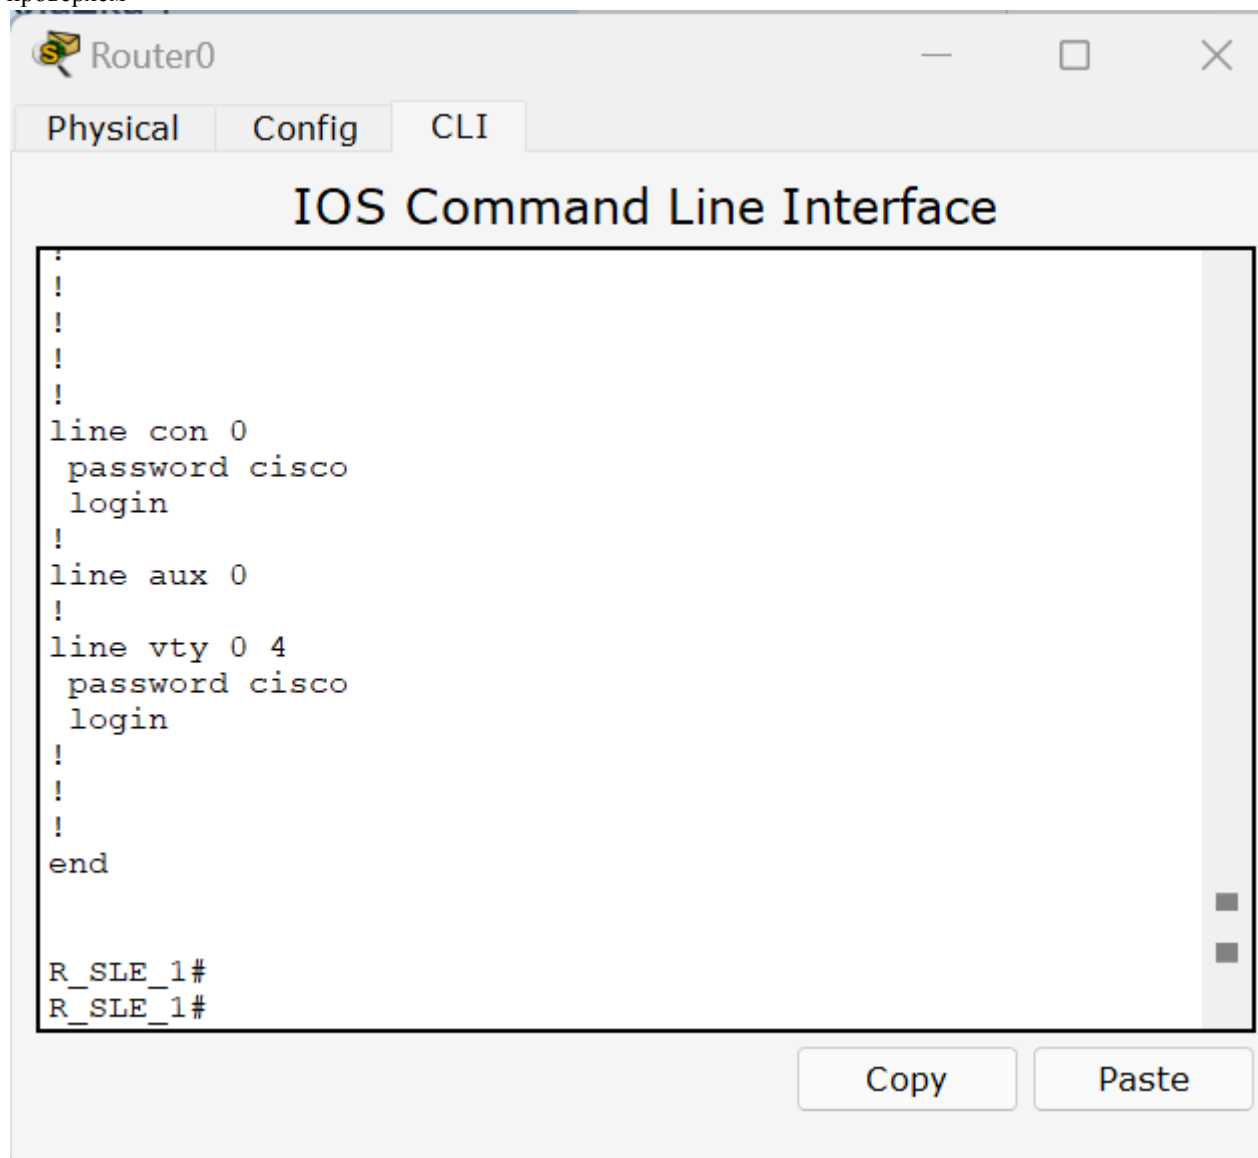 проверяем
Router0
Physical Config CLI
IOS Command Line Interface
!
!
!
!
!
line con 0
password cisco
login
!
line aux 0
!
line vty 0 4
password cisco
login
!
!
!
end
R_SLE_1#
R_SLE_1#
Copy Paste